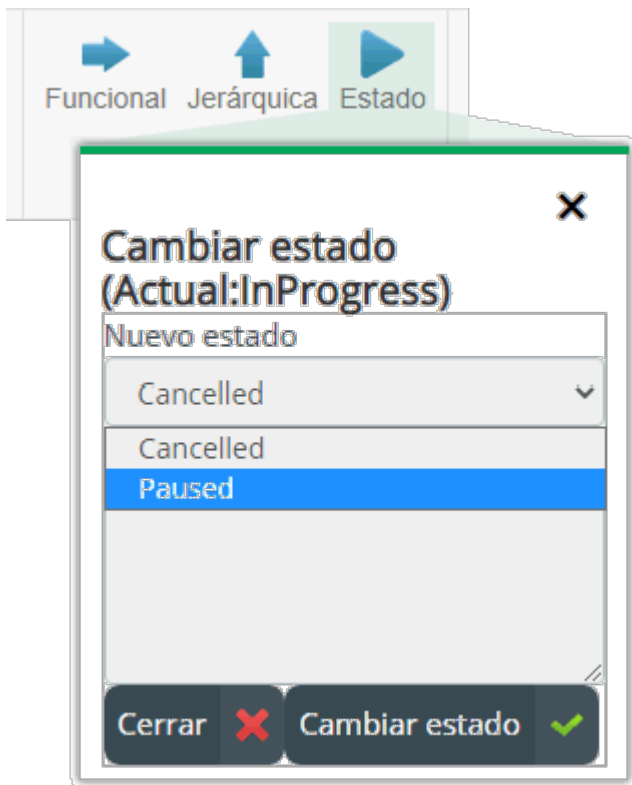 Funcional Jerárquica Estado
Cambiar estado
(Actual:InProgress)
Nuevo estado
Cancelled
Cancelled
Paused
Cerrar Cambiar estado